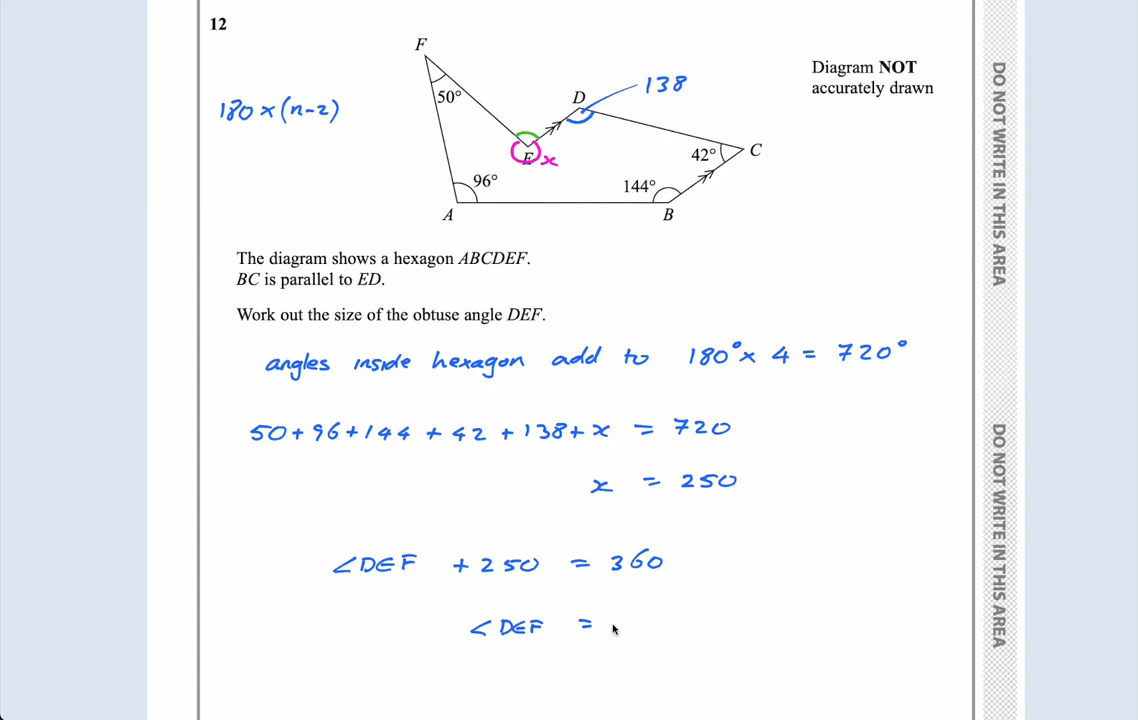 12
F
Diagram NOT
accurately drawn
138
D
50°
180 × (n-2)
E
x
42°
C
96°
144°
A
B
The diagram shows a hexagon ABCDEF.
BC is parallel to ED.
Work out the size of the obtuse angle DEF.
angles inside hexagon add to 180° × 4 = 720°
50 + 96 + 144 + 42 + 138 + x = 720
x = 250
∠DEF + 250 = 360
∠DEF =
DO NOT WRITE IN THIS AREA
DO NOT WRITE IN THIS AREA